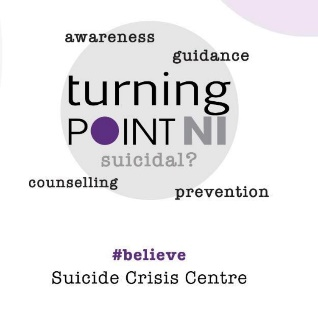 awareness
guidance
turning
POINT NI
suicidal?
counselling
prevention
#believe
Suicide Crisis Centre